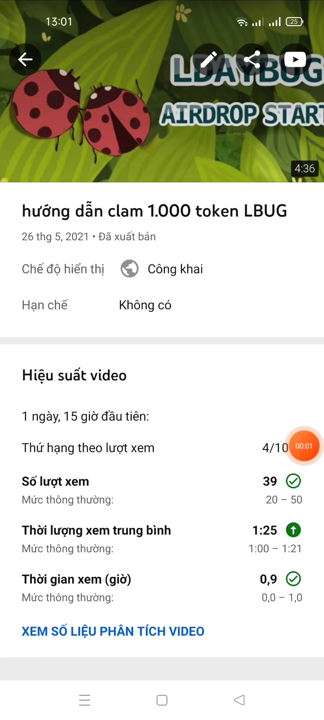 13:01
25
LDAYBUG
AIRDROP START
4:36
hướng dẫn clam 1.000 token LBUG
26 thg 5, 2021 • Đã xuất bản
Chế độ hiển thị Công khai
Hạn chế Không có
Hiệu suất video
1 ngày, 15 giờ đầu tiên:
Thứ hạng theo lượt xem 4/10
00:01
Số lượt xem 39
Mức thông thường: 20 – 50
Thời lượng xem trung bình 1:25
Mức thông thường: 1:00 – 1:21
Thời gian xem (giờ) 0,9
Mức thông thường: 0,0 – 1,0
XEM SỐ LIỆU PHÂN TÍCH VIDEO